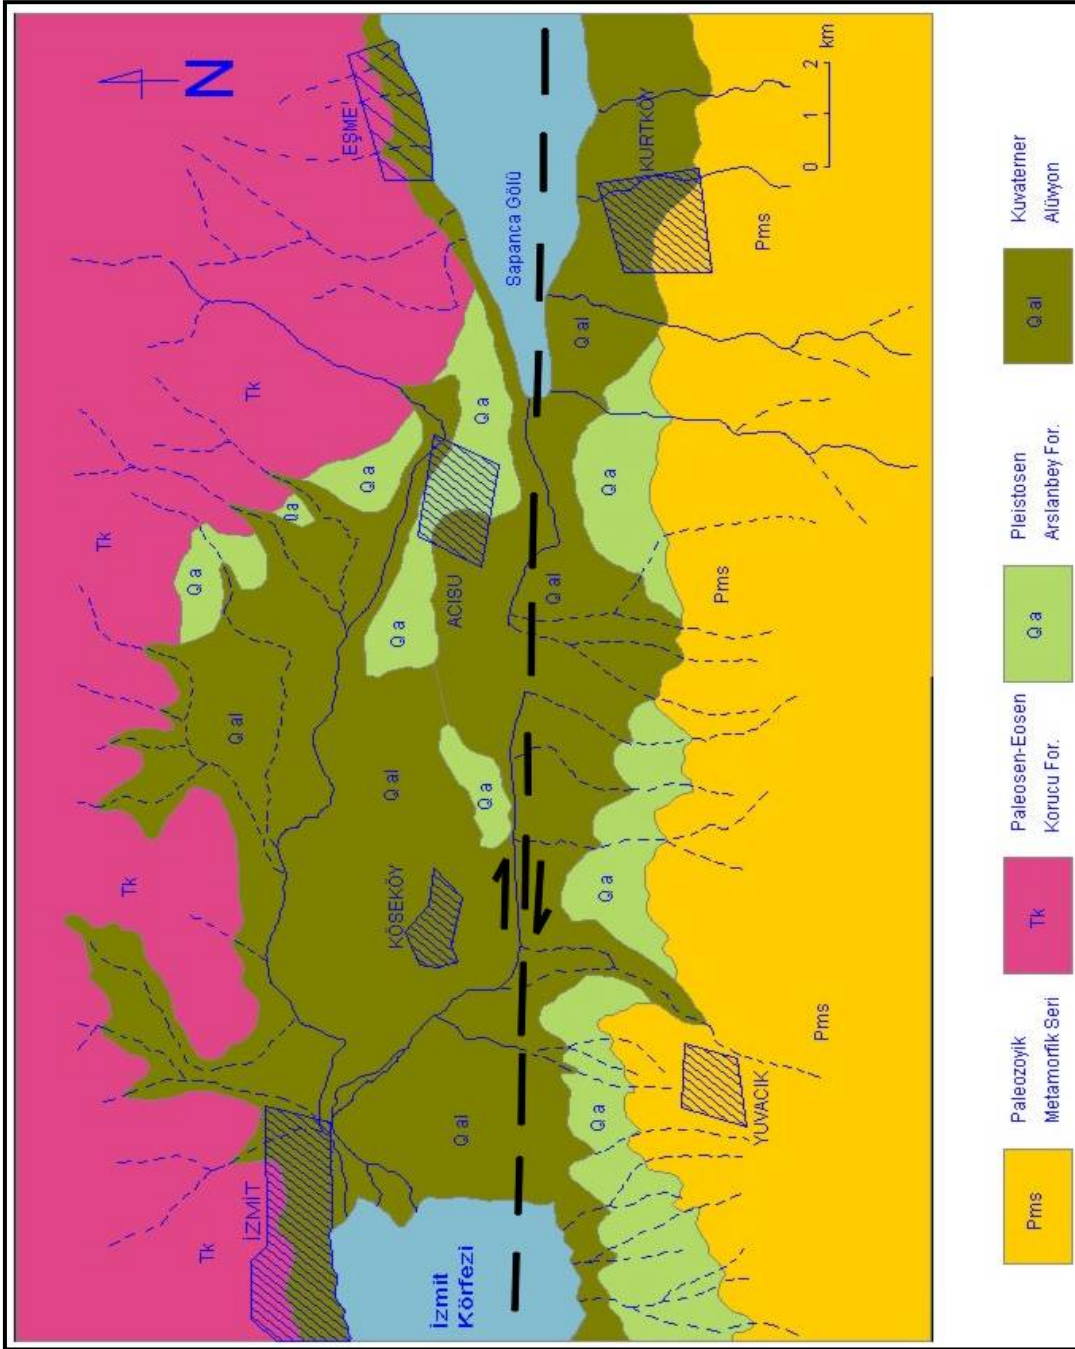 N
İZMİT
Tk
Tk
Tk
Tk
EŞME
Q al
Q a
Q a
Q a
KÖSEKÖY
Q al
Q a
Q a
ACISU
Q a
Sapanca Gölü
İzmit
Körfezi
Q al
Q al
Q al
Q a
Q a
Q a
KURTKÖY
YUVACIK
Pms
Pms
Pms
0 1 2
km
Pms
Paleozoyik
Metamorfik Seri
Tk
Paleosen-Eosen
Korucu For.
Q a
Pleistosen
Arslanbey For.
Q al
Kuvaterner
Alüvyon